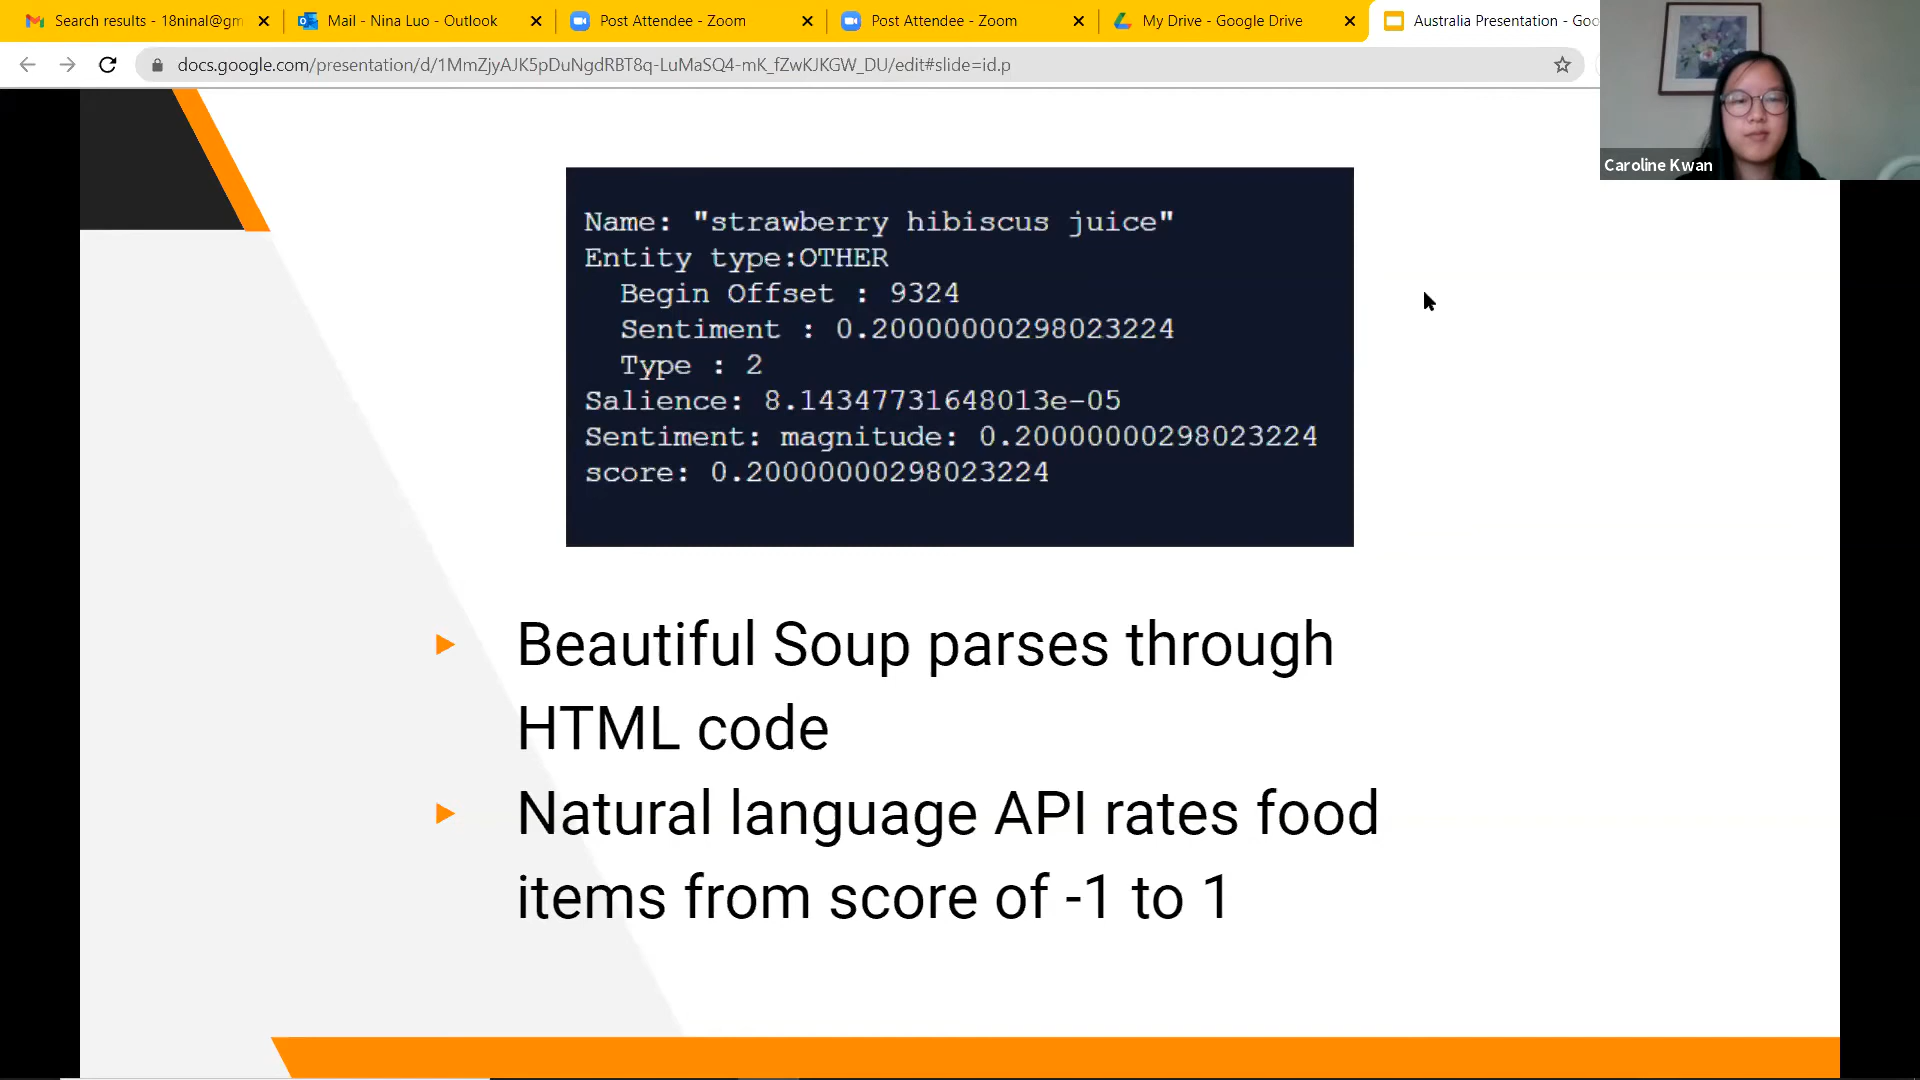 Search results - 18ninal@gm
Mail - Nina Luo - Outlook
Post Attendee - Zoom
Post Attendee - Zoom
My Drive - Google Drive
Australia Presentation - Goo
docs.google.com/presentation/d/1MmZjyAJK5pDuNgdRBT8q-LuMaSQ4-mK_fZwKJKGW_DU/edit#slide=id.p
Caroline Kwan
Name: "strawberry hibiscus juice"
Entity type:OTHER
Begin Offset : 9324
Sentiment : 0.20000000298023224
Type : 2
Salience: 8.14347731648013e-05
Sentiment: magnitude: 0.20000000298023224
score: 0.20000000298023224
Beautiful Soup parses through
HTML code
Natural language API rates food
items from score of -1 to 1